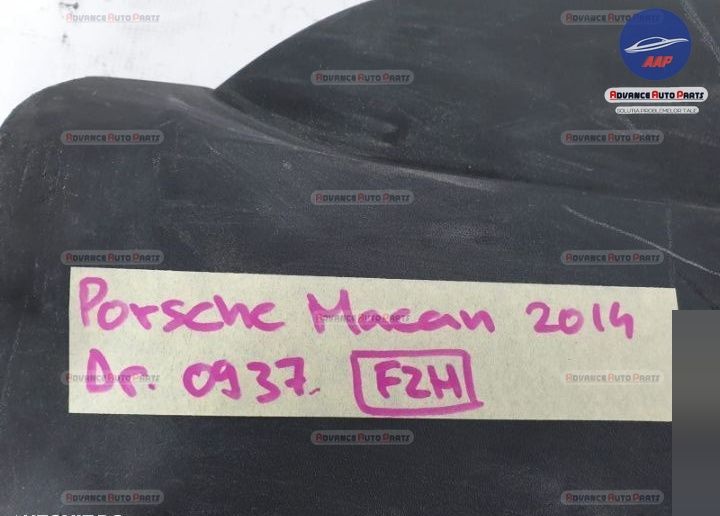 AAP
ADVANCE AUTO PARTS
SOLUTIA PROBLEMELOR TALE
Porsche Macan 2014
Dr. 0937. F2H